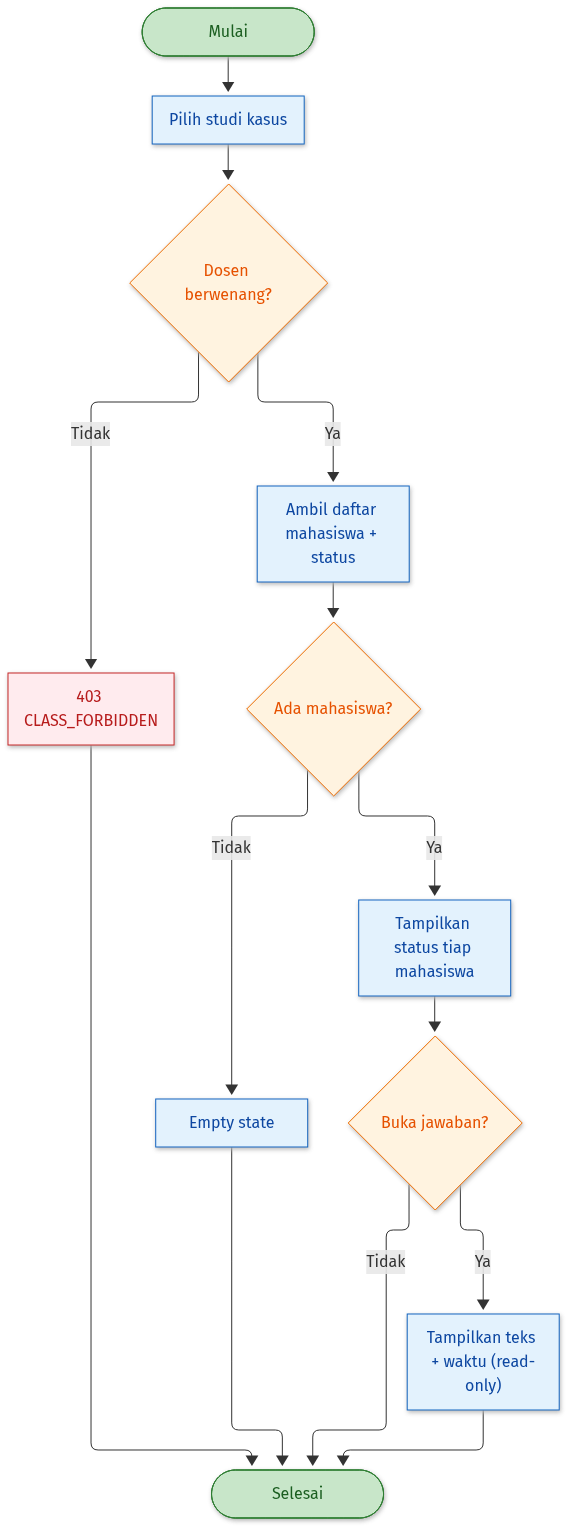 Mulai
Pilih studi kasus
Dosen
berwenang?
Tidak
Ya
Ambil daftar
mahasiswa +
status
403
CLASS_FORBIDDEN
Ada mahasiswa?
Tidak
Ya
Tampilkan
status tiap
mahasiswa
Empty state
Buka jawaban?
Tidak
Ya
Tampilkan teks
+ waktu (read-
only)
Selesai